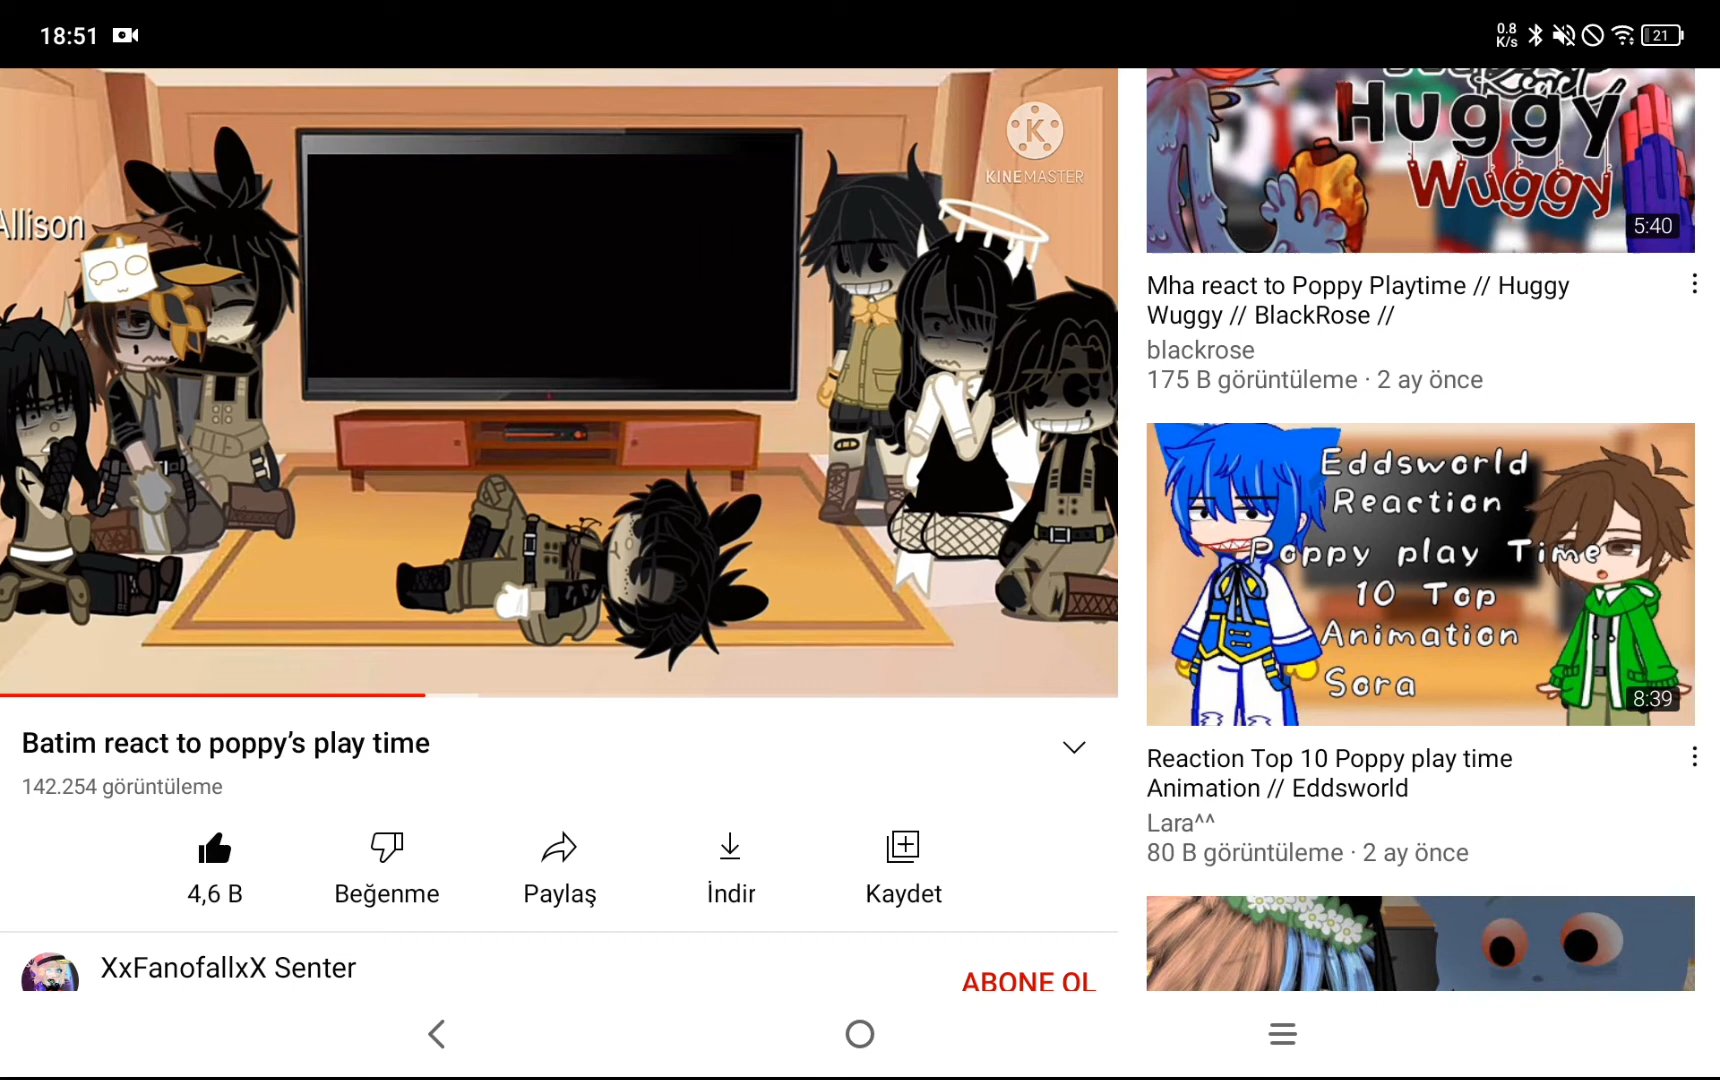 18:51
0.8
K/s
21
Allison
K
KINEMASTER
React
Huggy
Wuggy
5:40
Mha react to Poppy Playtime // Huggy
Wuggy // BlackRose //
blackrose
175 B görüntüleme · 2 ay önce
Eddsworld
Reaction
Poppy play Time
10 Top
Animation
Sora
8:39
Reaction Top 10 Poppy play time
Animation // Eddsworld
Lara^^
80 B görüntüleme · 2 ay önce
Batim react to poppy’s play time
142.254 görüntüleme
4,6 B
Beğenme
Paylaş
İndir
Kaydet
XxFanofallxX Senter
ABONE OL